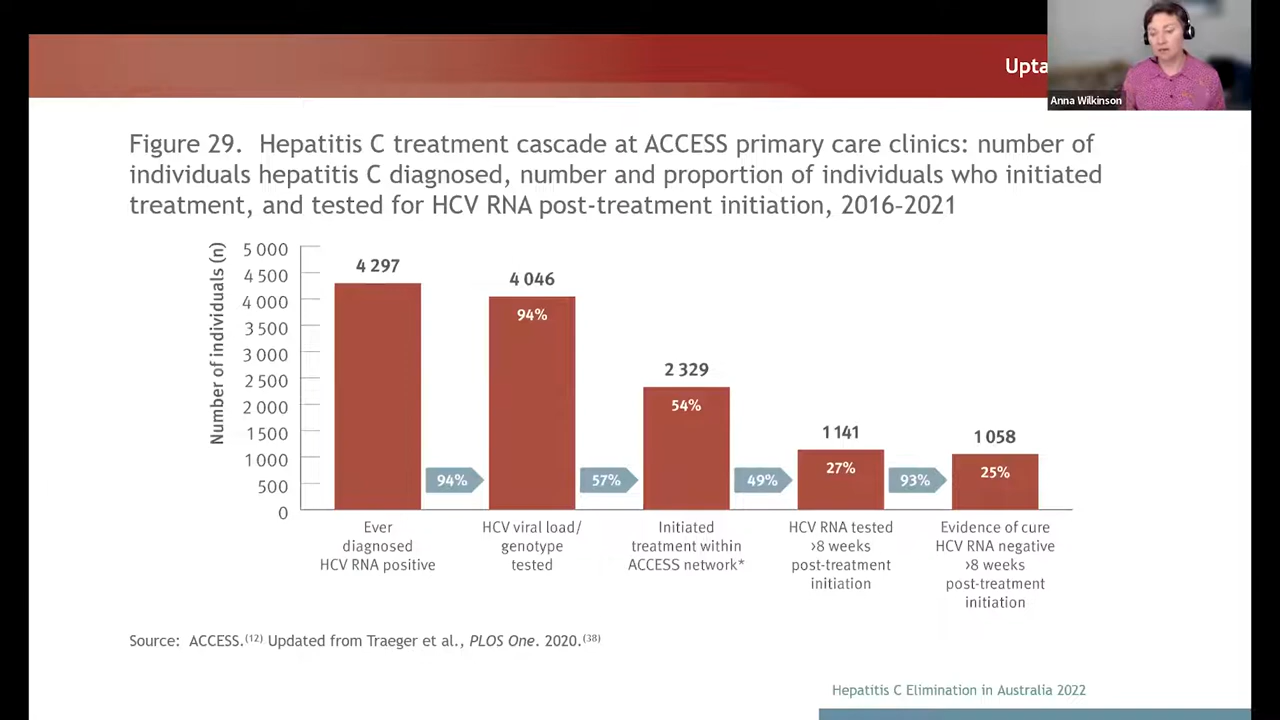 Upta
Anna Wilkinson
Figure 29. Hepatitis C treatment cascade at ACCESS primary care clinics: number of
individuals hepatitis C diagnosed, number and proportion of individuals who initiated
treatment, and tested for HCV RNA post-treatment initiation, 2016–2021
Number of individuals (n)
5 000
4 500
4 000
3 500
3 000
2 500
2 000
1 500
1 000
500
0
4 297
4 046
94%
2 329
54%
1 141
27%
1 058
25%
94%
57%
49%
93%
Ever
diagnosed
HCV RNA positive
HCV viral load/
genotype
tested
Initiated
treatment within
ACCESS network*
HCV RNA tested
>8 weeks
post-treatment
initiation
Evidence of cure
HCV RNA negative
>8 weeks
post-treatment
initiation
Source: ACCESS.(12) Updated from Traeger et al., PLOS One. 2020.(38)
Hepatitis C Elimination in Australia 2022